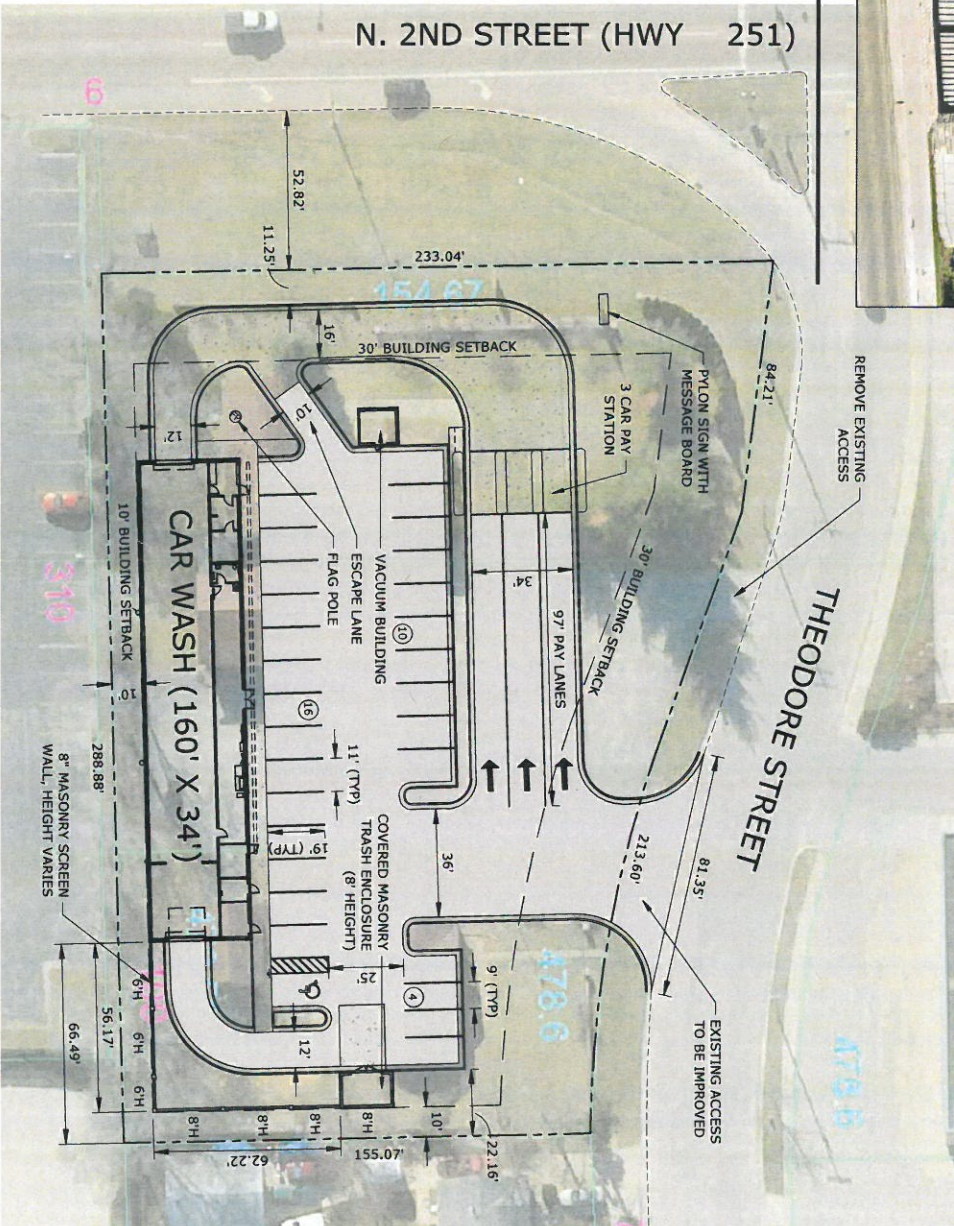 N. 2ND STREET (HWY 251)
THEODORE STREET
REMOVE EXISTING
ACCESS
84.21'
PYLON SIGN WITH
MESSAGE BOARD
3 CAR PAY
STATION
30' BUILDING SETBACK
97' PAY LANES
34'
81.35'
213.60'
EXISTING ACCESS
TO BE IMPROVED
478.6
478.6
52.82'
11.25'
233.04'
154.67
16'
30' BUILDING SETBACK
10'
12'
VACUUM BUILDING
ESCAPE LANE
FLAG POLE
10
16
11' (TYP)
19' (TYP)
36'
COVERED MASONRY
TRASH ENCLOSURE
(8' HEIGHT)
25'
4
9' (TYP)
12'
CAR WASH (160' X 34')
10' BUILDING SETBACK
10'
288.88'
310
8" MASONRY SCREEN
WALL, HEIGHT VARIES
6'H
6'H
6'H
56.17'
66.49'
8'H
8'H
8'H
8'H
62.22'
155.07'
10'
22.16'